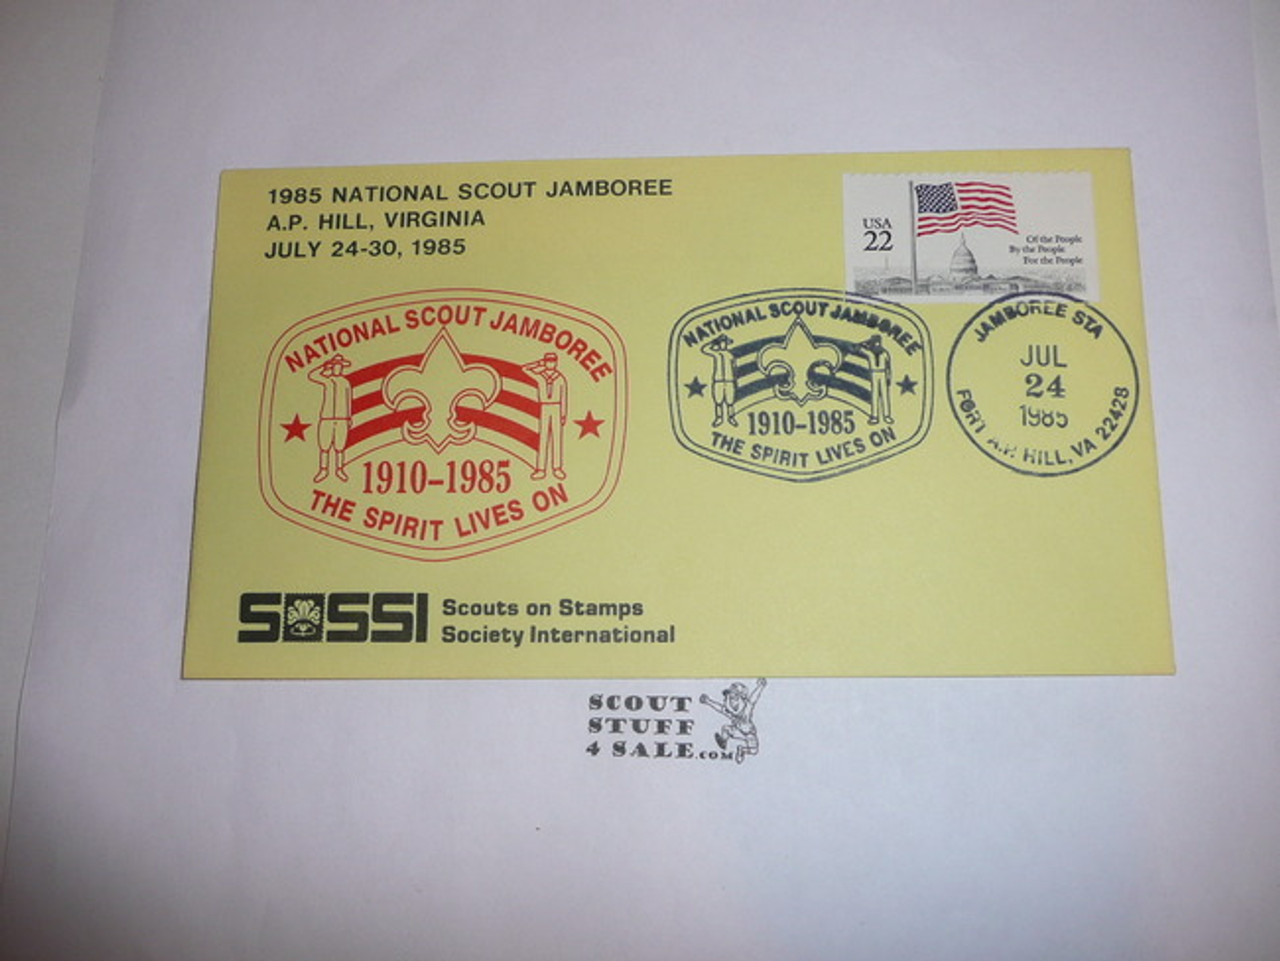 1985 NATIONAL SCOUT JAMBOREE
A.P. HILL, VIRGINIA
JULY 24-30, 1985
USA
22
Of the People
By the People
For the People
NATIONAL SCOUT JAMBOREE
1910–1985
THE SPIRIT LIVES ON
NATIONAL SCOUT JAMBOREE
1910–1985
THE SPIRIT LIVES ON
JAMBOREE STA
JUL
24
1985
FORT A.P. HILL, VA 22428
SOSSI
Scouts on Stamps
Society International
SCOUT
STUFF
4 SALE.COM